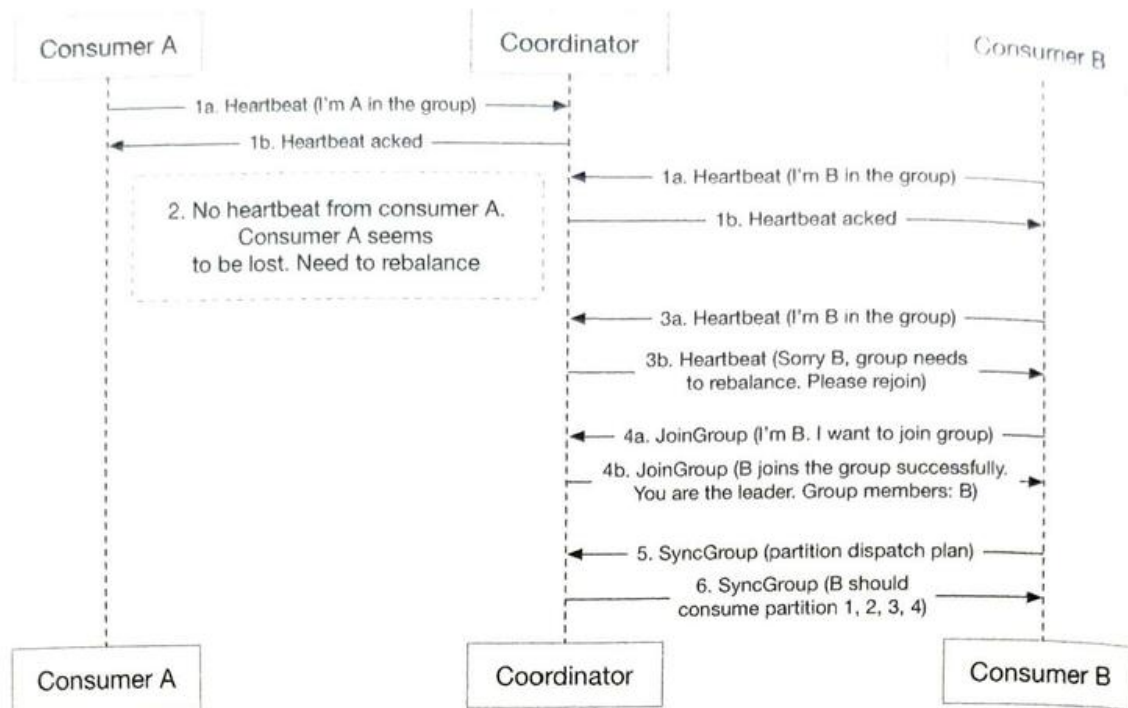 Consumer A
Coordinator
Consumer B
1a. Heartbeat (I'm A in the group)
1b. Heartbeat acked
1a. Heartbeat (I'm B in the group)
1b. Heartbeat acked
2. No heartbeat from consumer A.
Consumer A seems
to be lost. Need to rebalance
3a. Heartbeat (I'm B in the group)
3b. Heartbeat (Sorry B, group needs
to rebalance. Please rejoin)
4a. JoinGroup (I'm B. I want to join group)
4b. JoinGroup (B joins the group successfully.
You are the leader. Group members: B)
5. SyncGroup (partition dispatch plan)
6. SyncGroup (B should
consume partition 1, 2, 3, 4)
Consumer A
Coordinator
Consumer B